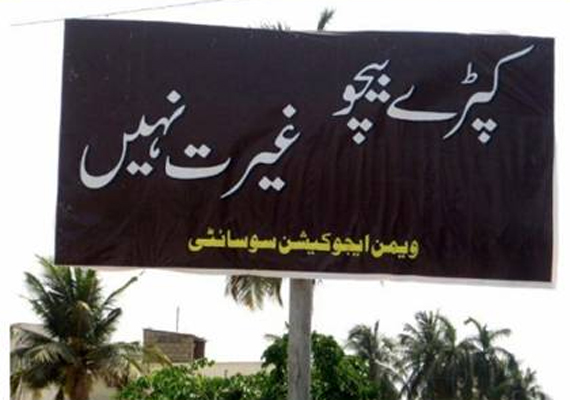 کپڑے بیچو
غیرت نہیں
ویمن ایجوکیشن سوسائٹی